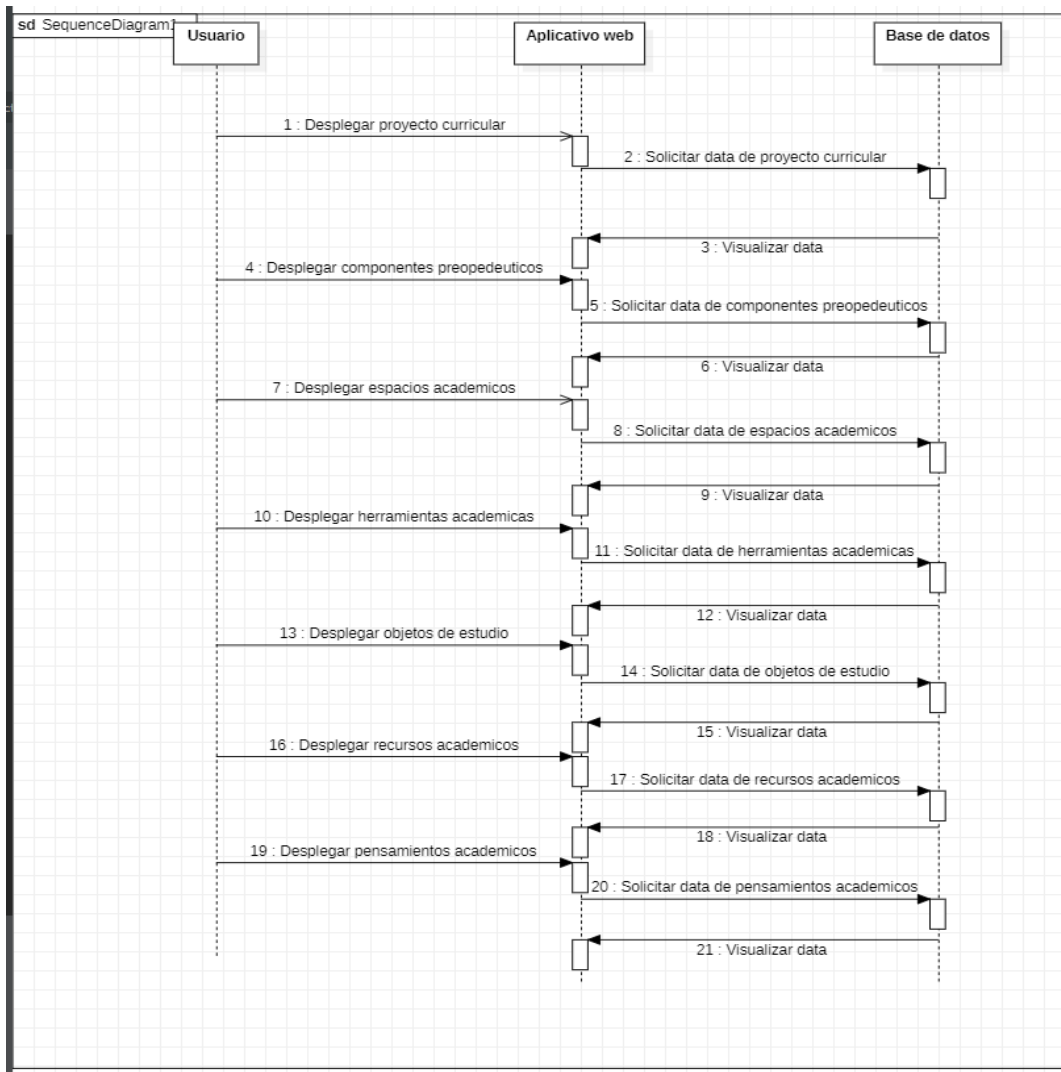 sd SequenceDiagram1
Usuario
Aplicativo web
Base de datos
1 : Desplegar proyecto curricular
2 : Solicitar data de proyecto curricular
3 : Visualizar data
4 : Desplegar componentes preopedeuticos
5 : Solicitar data de componentes preopedeuticos
6 : Visualizar data
7 : Desplegar espacios academicos
8 : Solicitar data de espacios academicos
9 : Visualizar data
10 : Desplegar herramientas academicas
11 : Solicitar data de herramientas academicas
12 : Visualizar data
13 : Desplegar objetos de estudio
14 : Solicitar data de objetos de estudio
15 : Visualizar data
16 : Desplegar recursos academicos
17 : Solicitar data de recursos academicos
18 : Visualizar data
19 : Desplegar pensamientos academicos
20 : Solicitar data de pensamientos academicos
21 : Visualizar data